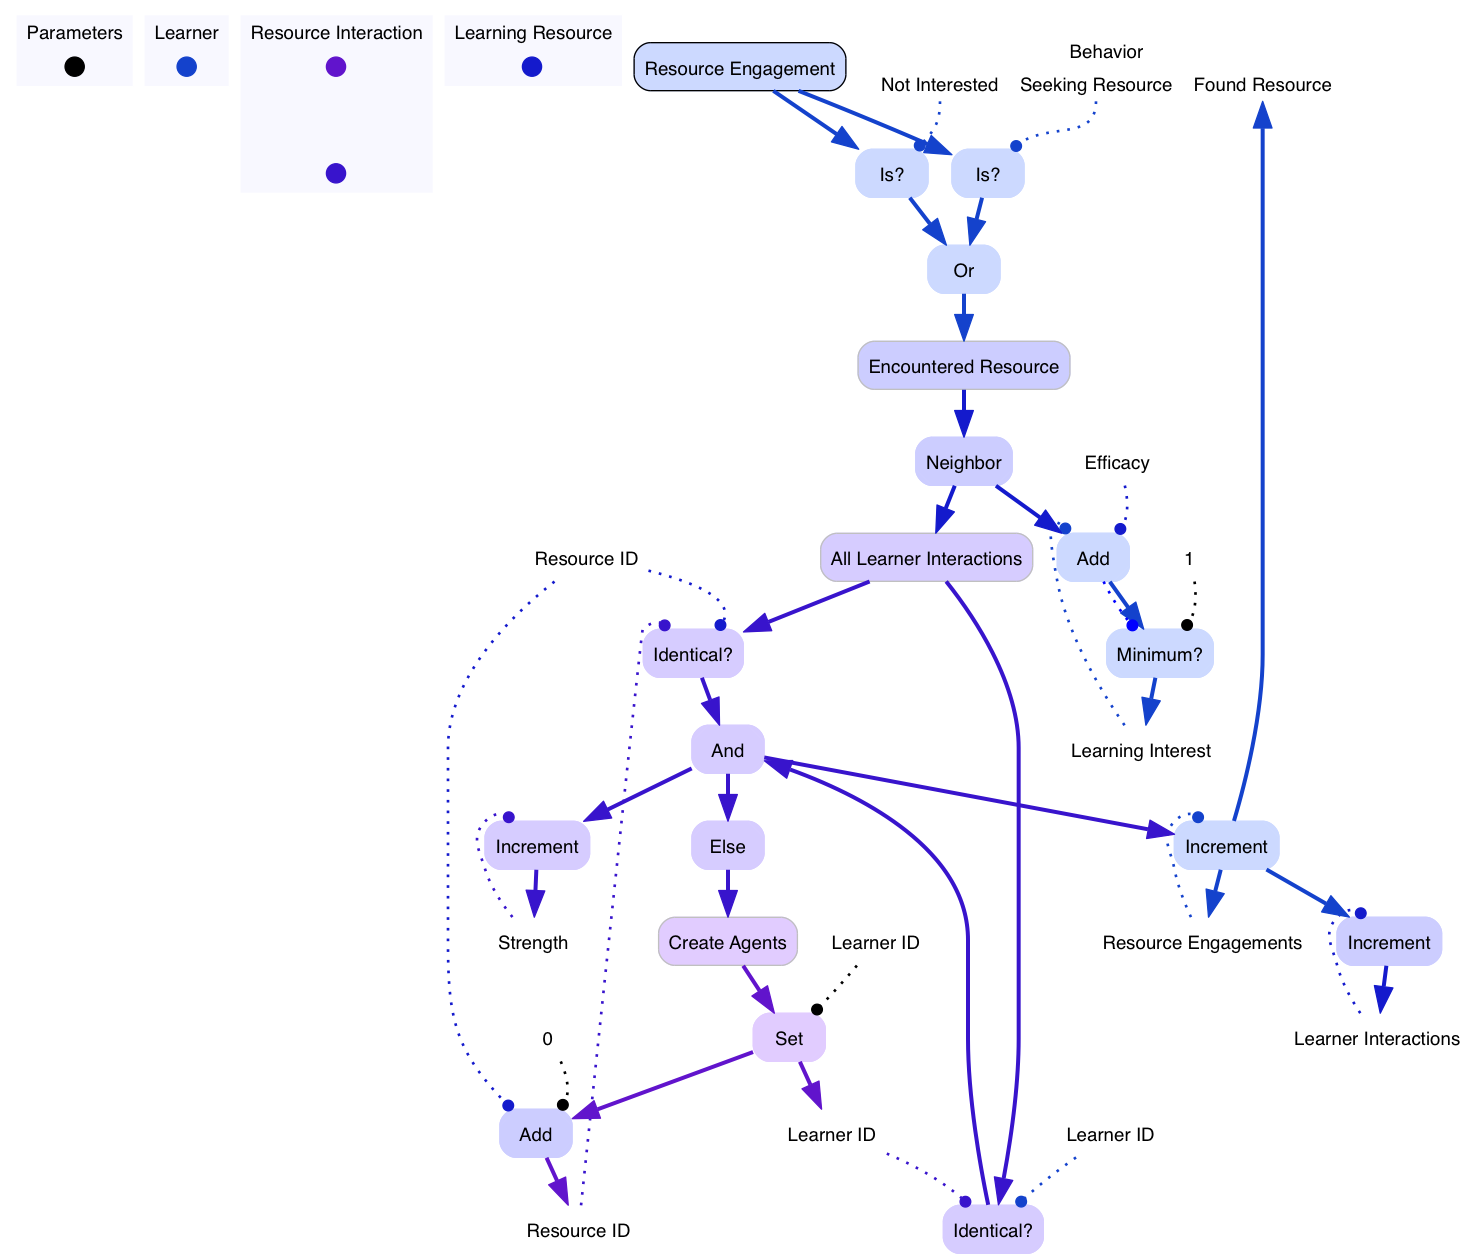 Parameters
Learner
Resource Interaction
Learning Resource
Behavior
Resource Engagement
Not Interested
Seeking Resource
Found Resource
Is?
Is?
Or
Encountered Resource
Neighbor
Efficacy
Resource ID
All Learner Interactions
Add
1
Identical?
Minimum?
And
Learning Interest
Increment
Else
Increment
Strength
Create Agents
Learner ID
Resource Engagements
Increment
0
Set
Learner Interactions
Add
Learner ID
Learner ID
Resource ID
Identical?